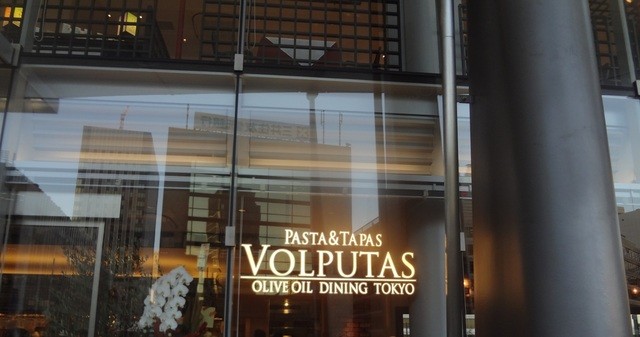 PASTA&TAPAS
VOLPUTAS
OLIVE OIL DINING TOKYO